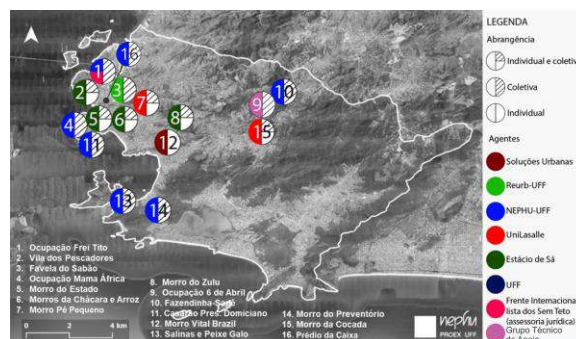 LEGENDA
Abrangência
Individual e coletiva
Coletiva
Individual
Agentes
Soluções Urbanas
Reurb-UFF
NEPHU-UFF
UniLasalle
Estácio de Sá
UFF
Frente Internaciona
lista dos Sem Teto
(assessoria jurídica)
Grupo Técnico
de Apoio
16
1
2
3
7
10
9
4
5
6
8
15
11
12
13
14
1. Ocupação Frei Tito
2. Vila dos Pescadores
3. Favela do Sabão
4. Ocupação Mama África
5. Morro do Estado
6. Morros da Chácara e Arroz
7. Morro Pé Pequeno
8. Morro do Zulu
9. Ocupação 6 de Abril
10. Fazendinha-Sapê
11. Casarão Pres. Domiciano
12. Morro Vital Brazil
13. Salinas e Peixe Galo
14. Morro do Preventório
15. Morro da Cocada
16. Prédio da Caixa
0 2 4 km
nephu
PROEX UFF